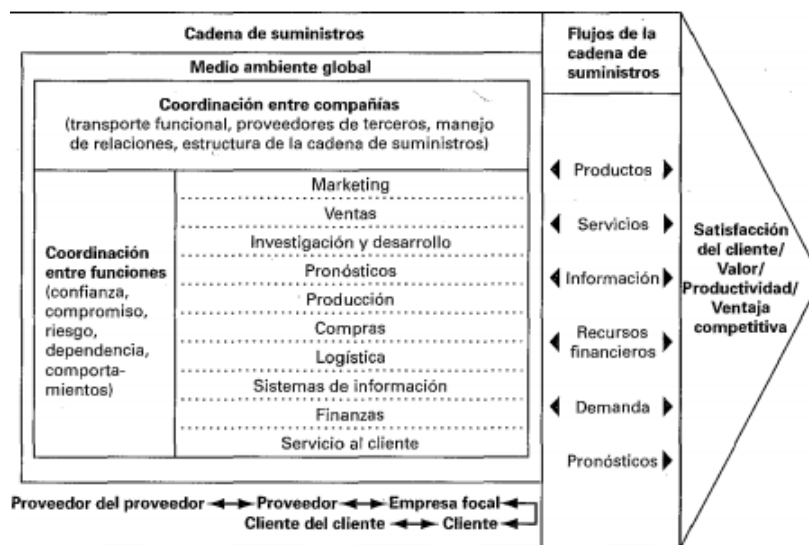 Cadena de suministros
Medio ambiente global
Coordinación entre compañías
(transporte funcional, proveedores de terceros, manejo
de relaciones, estructura de la cadena de suministros)
Coordinación
entre funciones
(confianza,
compromiso,
riesgo,
dependencia,
comporta-
mientos)
Marketing
Ventas
Investigación y desarrollo
Pronósticos
Producción
Compras
Logística
Sistemas de información
Finanzas
Servicio al cliente
Flujos de la
cadena de
suministros
Productos
Servicios
Información
Recursos
financieros
Demanda
Pronósticos
Satisfacción
del cliente/
Valor/
Productividad/
Ventaja
competitiva
Proveedor del proveedor Proveedor Empresa focal
Cliente del cliente Cliente